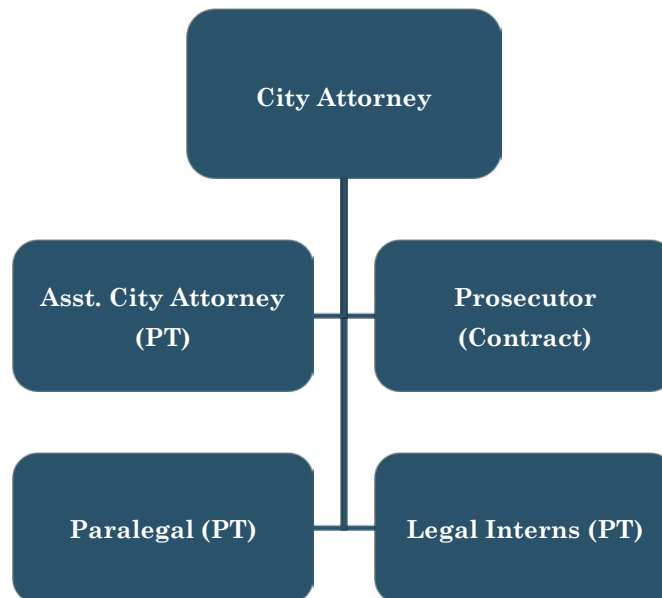 City Attorney
Asst. City Attorney
(PT)
Prosecutor
(Contract)
Paralegal (PT)
Legal Interns (PT)